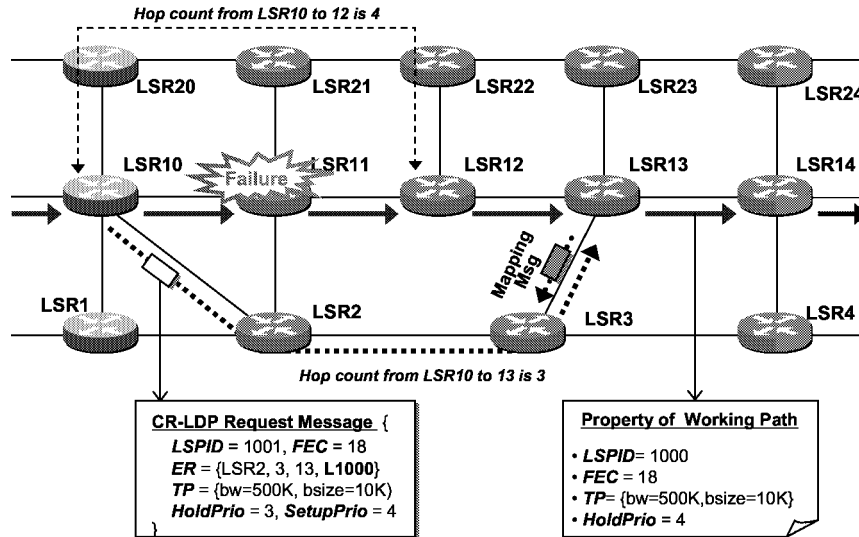 Hop count from LSR10 to 12 is 4
LSR20
LSR21
LSR22
LSR23
LSR24
LSR10
Failure
LSR11
LSR12
LSR13
LSR14
Mapping
Msg
LSR1
LSR2
LSR3
LSR4
Hop count from LSR10 to 13 is 3
CR-LDP Request Message {
LSPID = 1001, FEC = 18
ER = {LSR2, 3, 13, L1000}
TP = {bw=500K, bsize=10K)
HoldPrio = 3, SetupPrio = 4
}
Property of Working Path
• LSPID= 1000
• FEC = 18
• TP= {bw=500K,bsize=10K}
• HoldPrio = 4